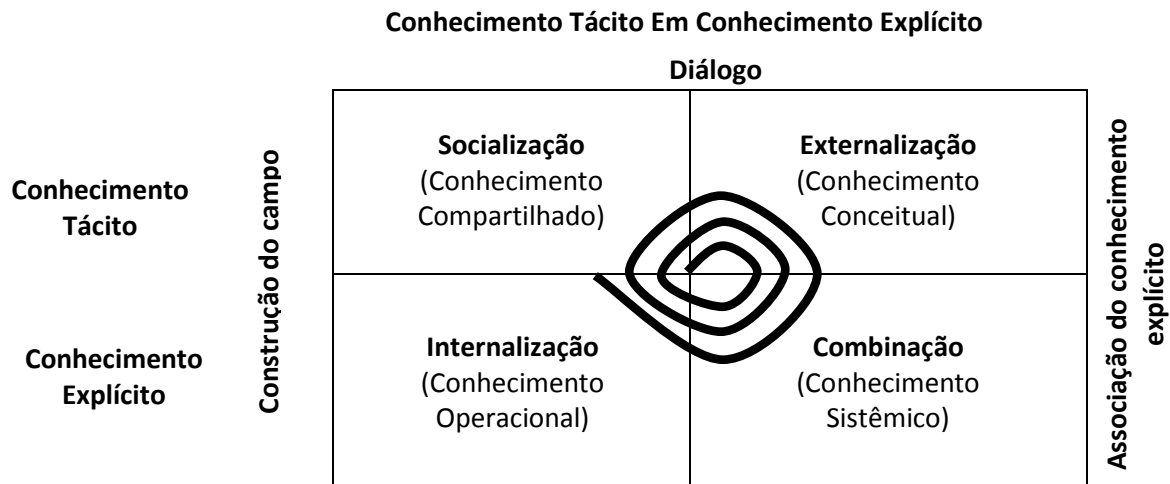 Conhecimento Tácito Em Conhecimento Explícito
Diálogo
Conhecimento
Tácito
Construção do campo
Socialização
(Conhecimento
Compartilhado)
Externalização
(Conhecimento
Conceitual)
Associação do conhecimento
explícito
Conhecimento
Explícito
Internalização
(Conhecimento
Operacional)
Combinação
(Conhecimento
Sistêmico)